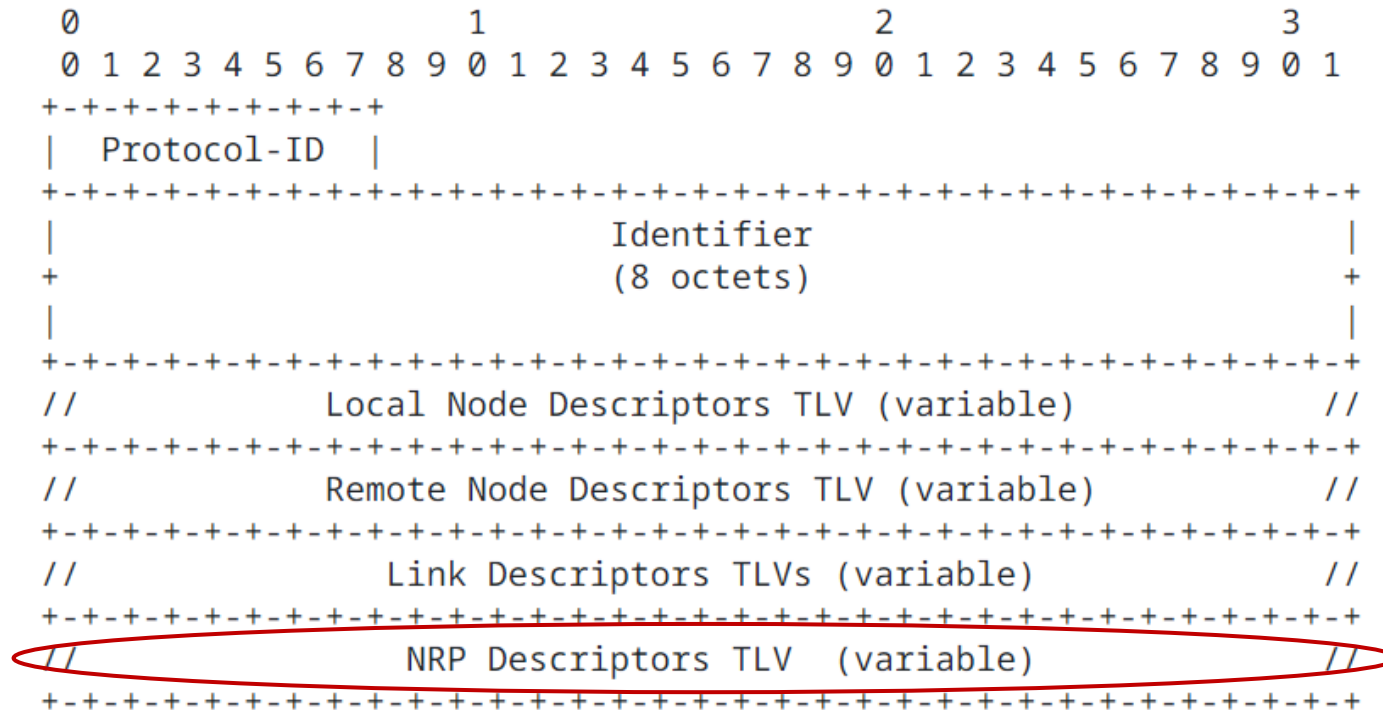 0                   1                   2                   3
0 1 2 3 4 5 6 7 8 9 0 1 2 3 4 5 6 7 8 9 0 1 2 3 4 5 6 7 8 9 0 1
+-+-+-+-+-+-+-+-+
|  Protocol-ID  |
+-+-+-+-+-+-+-+-+-+-+-+-+-+-+-+-+-+-+-+-+-+-+-+-+-+-+-+-+-+-+-+-+
|                           Identifier                          |
+                           (8 octets)                          +
|                                                               |
+-+-+-+-+-+-+-+-+-+-+-+-+-+-+-+-+-+-+-+-+-+-+-+-+-+-+-+-+-+-+-+-+
//            Local Node Descriptors TLV (variable)            //
+-+-+-+-+-+-+-+-+-+-+-+-+-+-+-+-+-+-+-+-+-+-+-+-+-+-+-+-+-+-+-+-+
//            Remote Node Descriptors TLV (variable)           //
+-+-+-+-+-+-+-+-+-+-+-+-+-+-+-+-+-+-+-+-+-+-+-+-+-+-+-+-+-+-+-+-+
//               Link Descriptors TLVs (variable)              //
+-+-+-+-+-+-+-+-+-+-+-+-+-+-+-+-+-+-+-+-+-+-+-+-+-+-+-+-+-+-+-+-+
//                NRP Descriptors TLV  (variable)              //
+-+-+-+-+-+-+-+-+-+-+-+-+-+-+-+-+-+-+-+-+-+-+-+-+-+-+-+-+-+-+-+-+